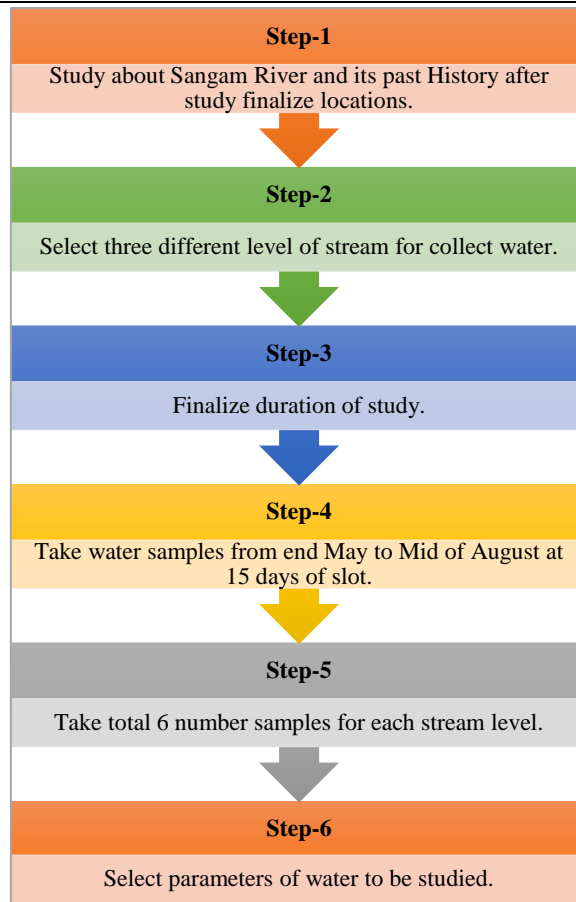 Step-1
Study about Sangam River and its past History after
study finalize locations.
Step-2
Select three different level of stream for collect water.
Step-3
Finalize duration of study.
Step-4
Take water samples from end May to Mid of August at
15 days of slot.
Step-5
Take total 6 number samples for each stream level.
Step-6
Select parameters of water to be studied.